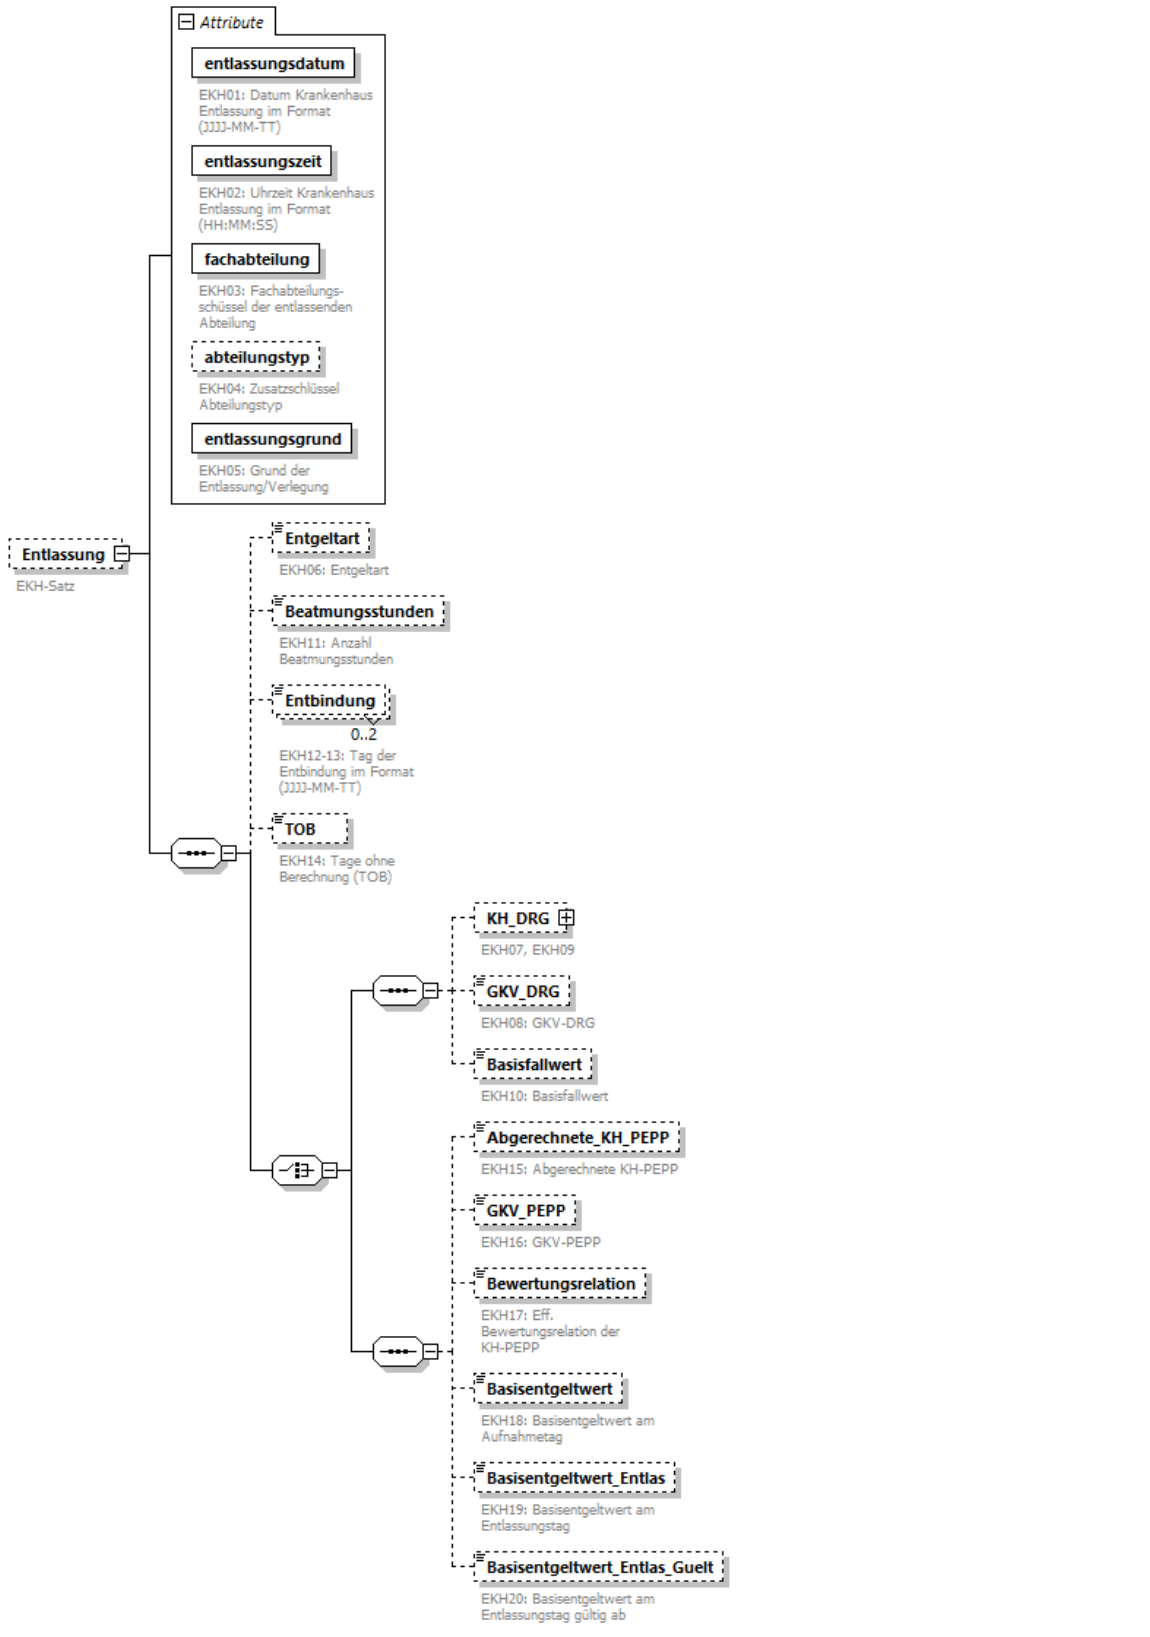 Attribute
entlassungsdatum
EKH01: Datum Krankenhaus
Entlassung im Format
(JJJJ-MM-TT)
entlassungszeit
EKH02: Uhrzeit Krankenhaus
Entlassung im Format
(HH:MM:SS)
fachabteilung
EKH03: Fachabteilungs-
schüssel der entlassenden
Abteilung
abteilungstyp
EKH04: Zusatzschlüssel
Abteilungstyp
entlassungsgrund
EKH05: Grund der
Entlassung/Verlegung
Entlassung
EKH-Satz
Entgeltart
EKH06: Entgeltart
Beatmungsstunden
EKH11: Anzahl
Beatmungsstunden
Entbindung
0..2
EKH12-13: Tag der
Entbindung im Format
(JJJJ-MM-TT)
TOB
EKH14: Tage ohne
Berechnung (TOB)
KH_DRG
EKH07, EKH09
GKV_DRG
EKH08: GKV-DRG
Basisfallwert
EKH10: Basisfallwert
Abgerechnete_KH_PEPP
EKH15: Abgerechnete KH-PEPP
GKV_PEPP
EKH16: GKV-PEPP
Bewertungsrelation
EKH17: Eff.
Bewertungsrelation der
KH-PEPP
Basisentgeltwert
EKH18: Basisentgeltwert am
Aufnahmetag
Basisentgeltwert_Entlas
EKH19: Basisentgeltwert am
Entlassungstag
Basisentgeltwert_Entlas_Guelt
EKH20: Basisentgeltwert am
Entlassungstag gültig ab